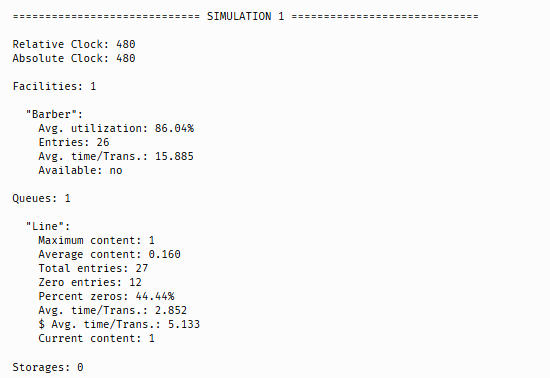 ============================= SIMULATION 1 =============================
Relative Clock: 480
Absolute Clock: 480
Facilities: 1
"Barber":
Avg. utilization: 86.04%
Entries: 26
Avg. time/Trans.: 15.885
Available: no
Queues: 1
"Line":
Maximum content: 1
Average content: 0.160
Total entries: 27
Zero entries: 12
Percent zeros: 44.44%
Avg. time/Trans.: 2.852
$ Avg. time/Trans.: 5.133
Current content: 1
Storages: 0